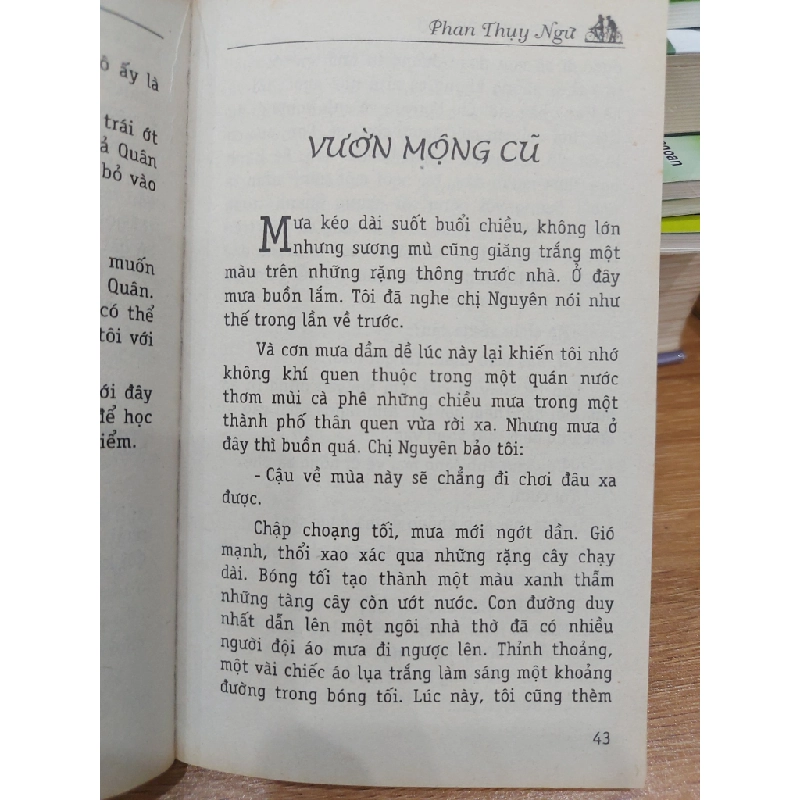 ô ấy là
trái ớt
ả Quân
bỏ vào
muốn
Quân.
có thể
tôi với
ới đây
để học
iểm.
Phan Thụy Ngữ
VƯỜN MỘNG CŨ
Mưa kéo dài suốt buổi chiều, không lớn
nhưng sương mù cũng giăng trắng một
màu trên những rặng thông trước nhà. Ở đây
mưa buồn lắm. Tôi đã nghe chị Nguyên nói như
thế trong lần về trước.
Và cơn mưa dầm dề lúc này lại khiến tôi nhớ
không khí quen thuộc trong một quán nước
thơm mùi cà phê những chiều mưa trong một
thành phố thân quen vừa rời xa. Nhưng mưa ở
đây thì buồn quá. Chị Nguyên bảo tôi:
- Cậu về mùa này sẽ chẳng đi chơi đâu xa
được.
Chập choạng tối, mưa mới ngớt dần. Gió
mạnh, thổi xao xác qua những rặng cây chạy
dài. Bóng tối tạo thành một màu xanh thẫm
những tàng cây còn ướt nước. Con đường duy
nhất dẫn lên một ngôi nhà thờ đã có nhiều
người đội áo mưa đi ngược lên. Thỉnh thoảng,
một vài chiếc áo lụa trắng làm sáng một khoảng
đường trong bóng tối. Lúc này, tôi cũng thèm
43